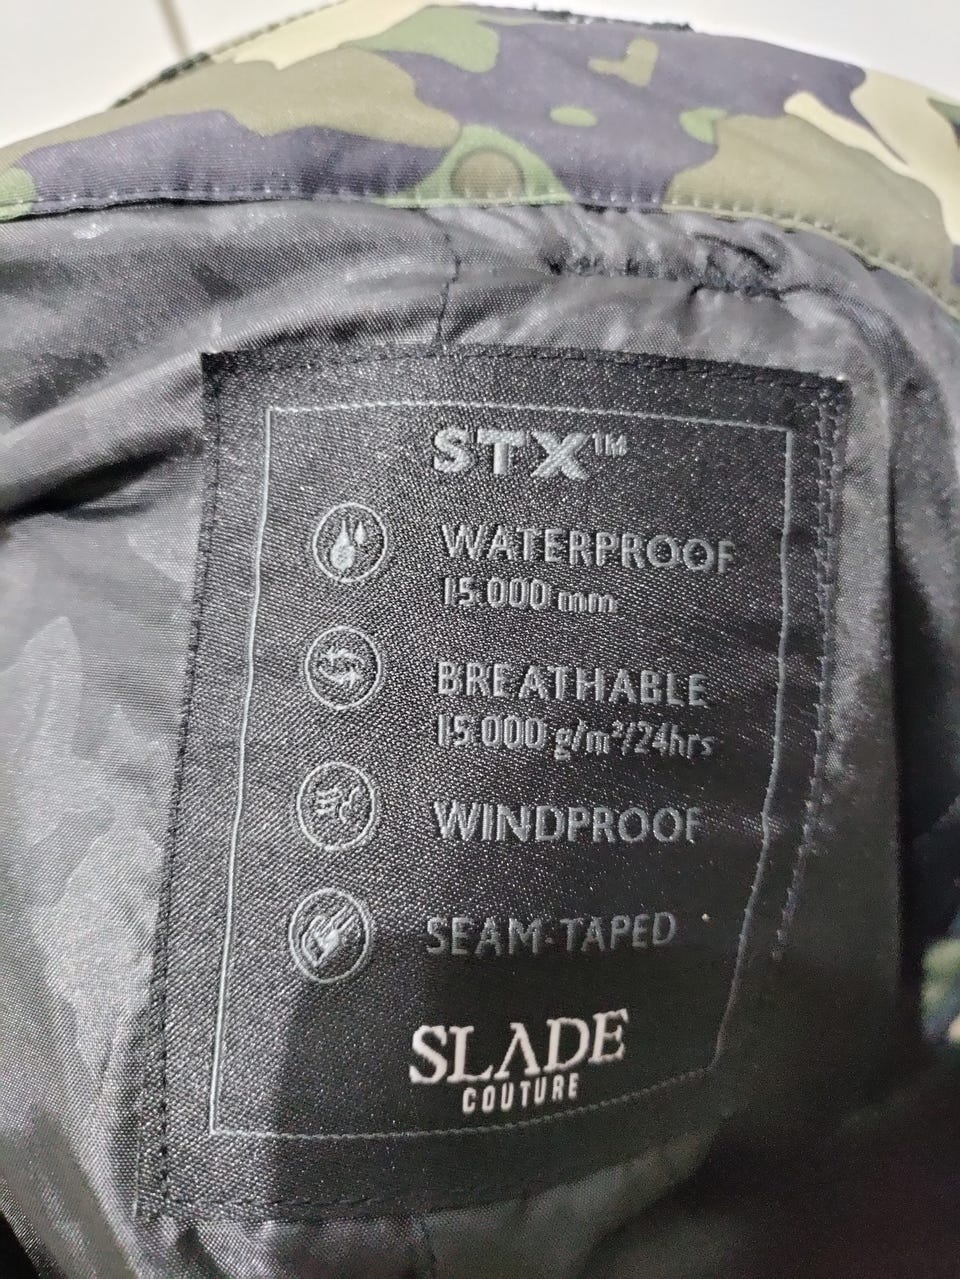 STX™
WATERPROOF
15.000 mm
BREATHABLE
15.000 g/m²/24hrs
WINDPROOF
SEAM-TAPED
SLADE
COUTURE